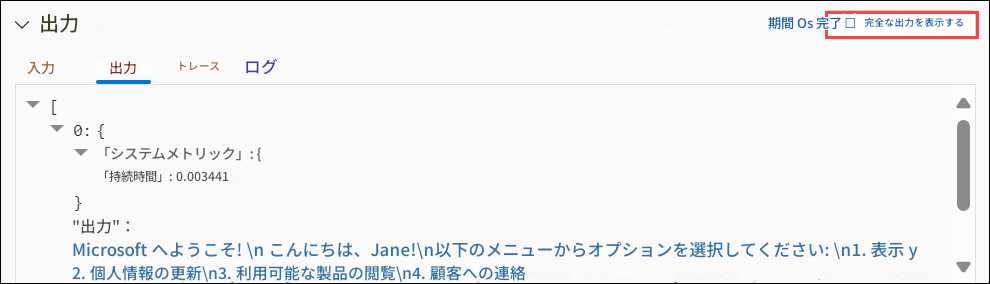 出力
期間 Os 完了 完全な出力を表示する
入力 出力 トレース ログ
[
0: {
「システムメトリック」: {
「持続時間」: 0.003441
}
"出力"：
Microsoft へようこそ! \n こんにちは、Jane!\n以下のメニューからオプションを選択してください: \n1. 表示 y
2. 個人情報の更新\n3. 利用可能な製品の閲覧\n4. 顧客への連絡